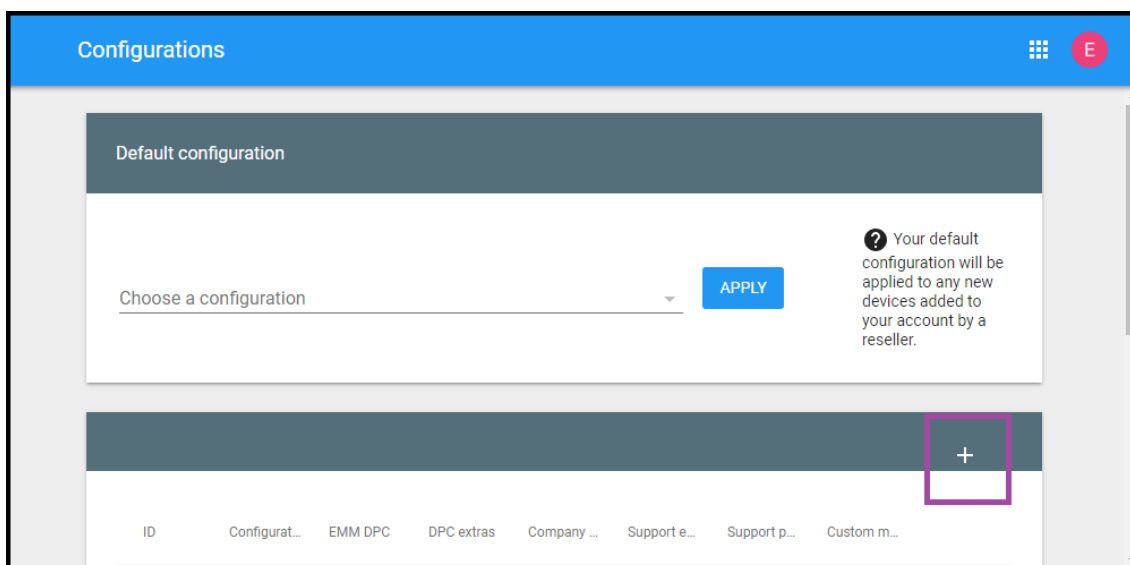 Configurations
E
Default configuration
Choose a configuration
APPLY
? Your default
configuration will be
applied to any new
devices added to
your account by a
reseller.
+
ID Configurat... EMM DPC DPC extras Company ... Support e... Support p... Custom m...